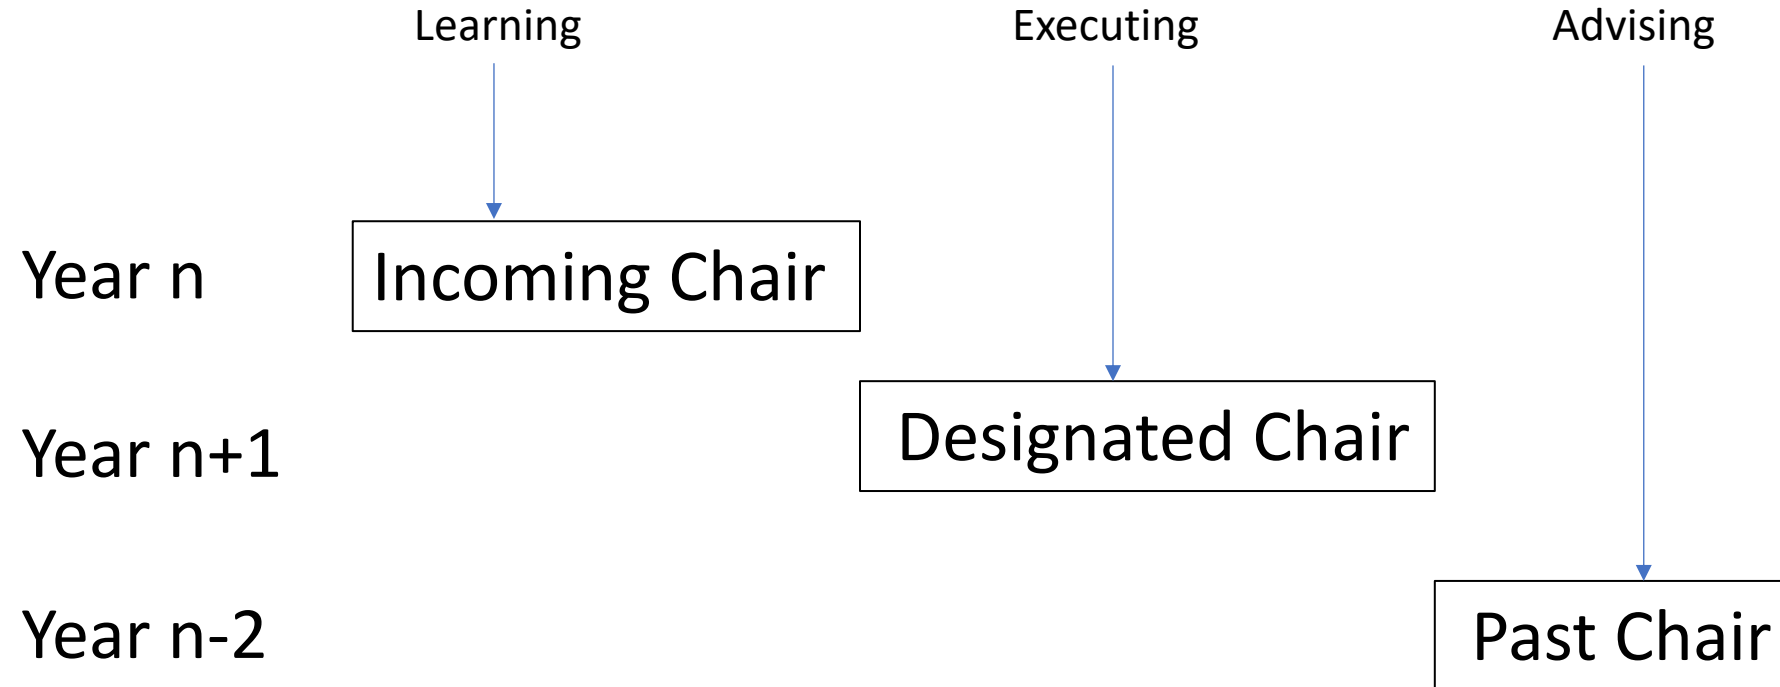 Learning
Executing
Advising
Year n
Incoming Chair
Year n+1
Designated Chair
Year n-2
Past Chair